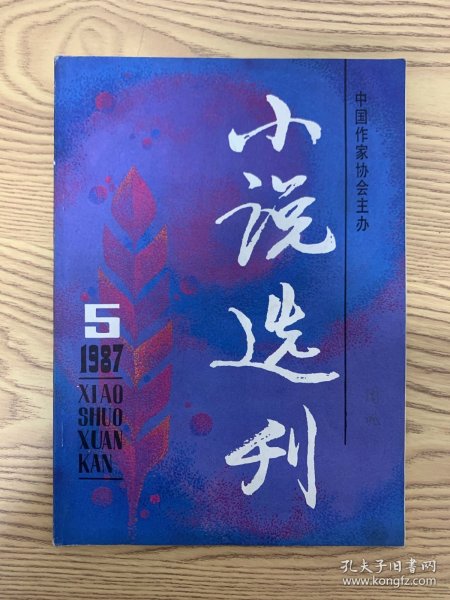 中国作家协会主办
小说选刊
5
1987
XIAO
SHUO
XUAN
KAN
孔夫子旧书网
www.kongfz.com